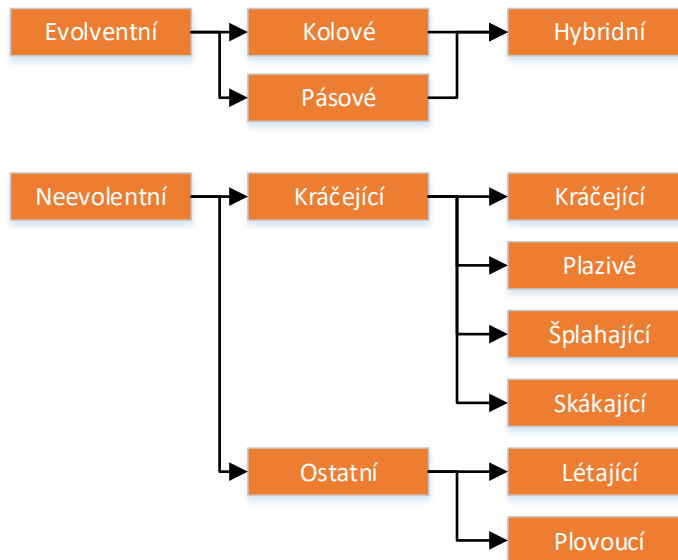 Evolventní
Kolové
Hybridní
Pásové
Neevolentní
Kráčející
Kráčející
Plazivé
Šplahající
Skákající
Ostatní
Létající
Plovoucí